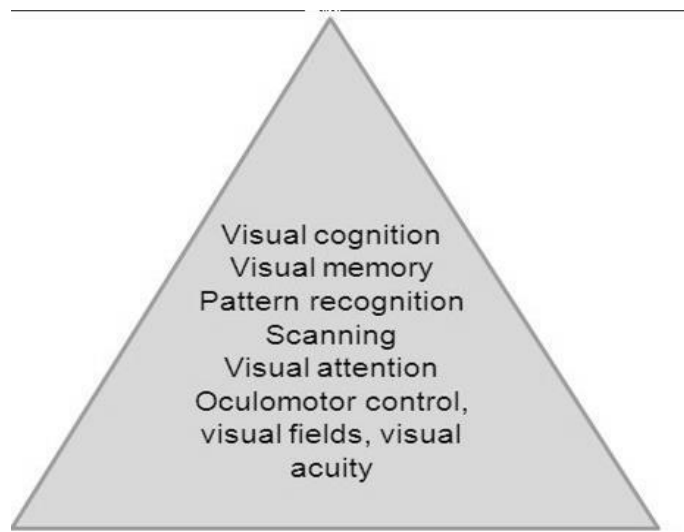 Visual cognition
Visual memory
Pattern recognition
Scanning
Visual attention
Oculomotor control,
visual fields, visual
acuity